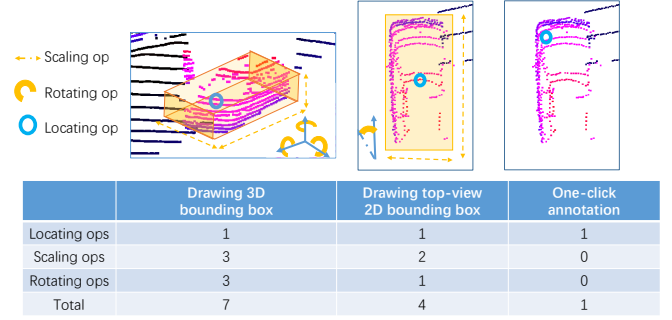 Scaling op
Rotating op
Locating op
Drawing 3D bounding box
Drawing top-view 2D bounding box
One-click annotation
Locating ops 1 1 1
Scaling ops 3 2 0
Rotating ops 3 1 0
Total 7 4 1